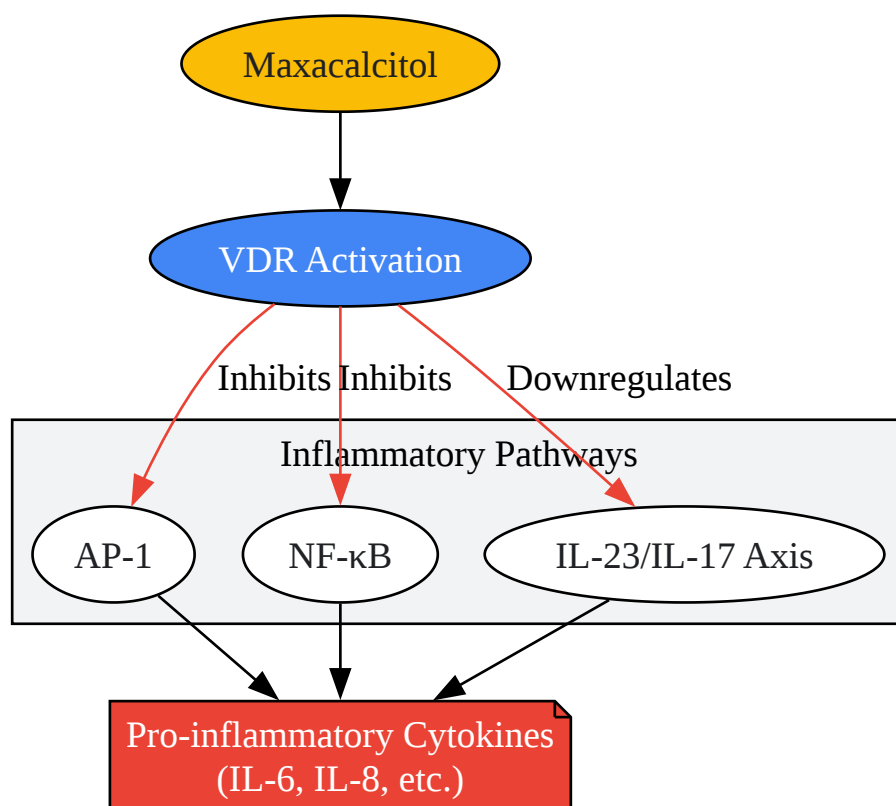 Maxacalcitol
VDR Activation
Inhibits
Inhibits
Downregulates
Inflammatory Pathways
AP-1
NF-κB
IL-23/IL-17 Axis
Pro-inflammatory Cytokines
(IL-6, IL-8, etc.)